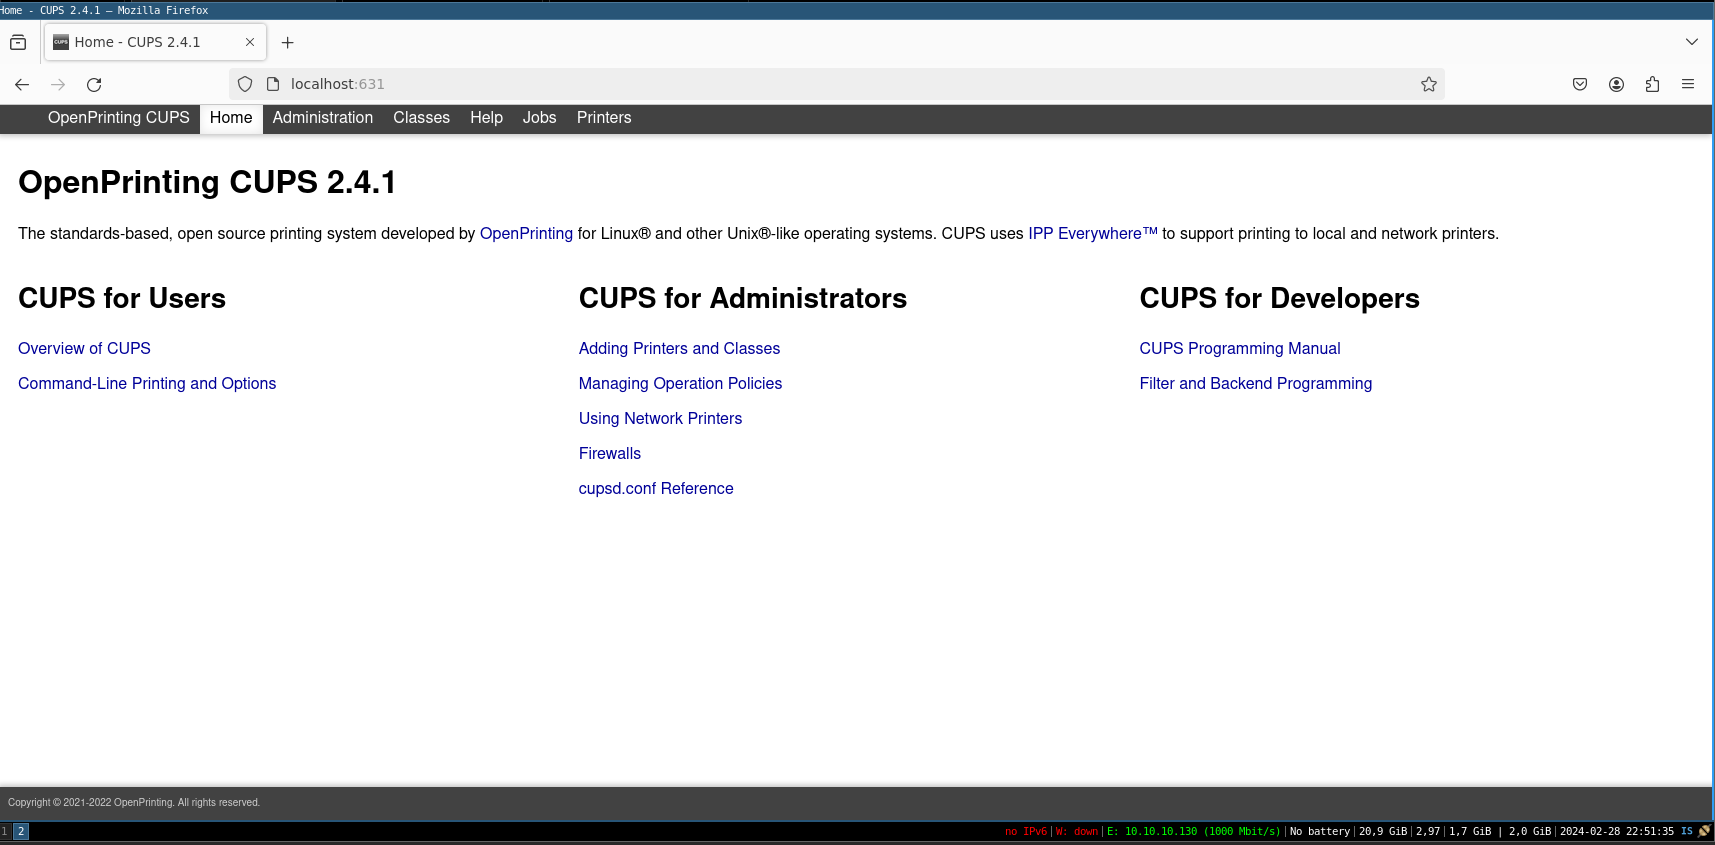 Home - CUPS 2.4.1 — Mozilla Firefox
CUPS Home - CUPS 2.4.1
localhost:631
OpenPrinting CUPS Home Administration Classes Help Jobs Printers
OpenPrinting CUPS 2.4.1
The standards-based, open source printing system developed by OpenPrinting for Linux® and other Unix®-like operating systems. CUPS uses IPP Everywhere™ to support printing to local and network printers.
CUPS for Users
Overview of CUPS
Command-Line Printing and Options
CUPS for Administrators
Adding Printers and Classes
Managing Operation Policies
Using Network Printers
Firewalls
cupsd.conf Reference
CUPS for Developers
CUPS Programming Manual
Filter and Backend Programming
Copyright © 2021-2022 OpenPrinting. All rights reserved.
1 2 no IPv6|W: down|E: 10.10.10.130 (1000 Mbit/s)|No battery|20,9 GiB|2,97|1,7 GiB | 2,0 GiB|2024-02-28 22:51:35 IS